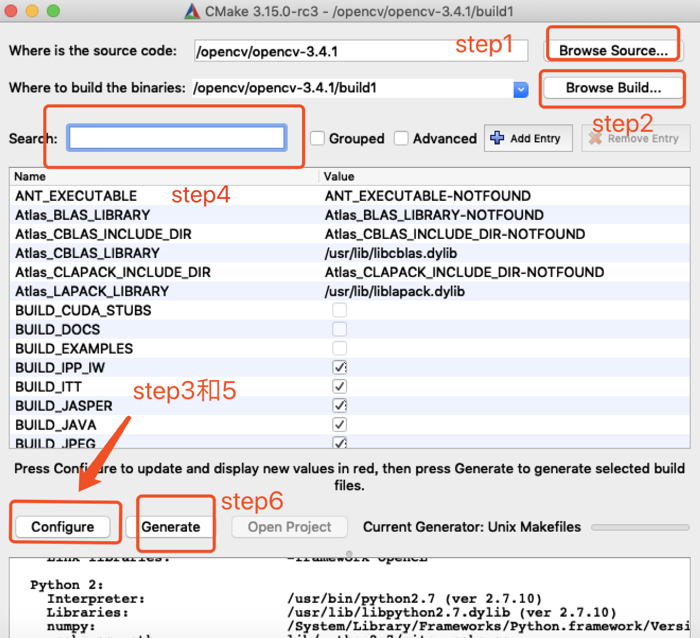 CMake 3.15.0-rc3 - /opencv/opencv-3.4.1/build1
Where is the source code: /opencv/opencv-3.4.1 step1 Browse Source...
Where to build the binaries: /opencv/opencv-3.4.1/build1 Browse Build...
step2
Search: Grouped Advanced Add Entry Remove Entry
Name Value
ANT_EXECUTABLE ANT_EXECUTABLE-NOTFOUND
step4
Atlas_BLAS_LIBRARY Atlas_BLAS_LIBRARY-NOTFOUND
Atlas_CBLAS_INCLUDE_DIR Atlas_CBLAS_INCLUDE_DIR-NOTFOUND
Atlas_CBLAS_LIBRARY /usr/lib/libcblas.dylib
Atlas_CLAPACK_INCLUDE_DIR Atlas_CLAPACK_INCLUDE_DIR-NOTFOUND
Atlas_LAPACK_LIBRARY /usr/lib/liblapack.dylib
BUILD_CUDA_STUBS
BUILD_DOCS
BUILD_EXAMPLES
BUILD_IPP_IW
BUILD_ITT
step3和5
BUILD_JASPER
BUILD_JAVA
BUILD_JPEG
Press Configure to update and display new values in red, then press Generate to generate selected build
files.
step6
Configure Generate Open Project Current Generator: Unix Makefiles
Link libraries: -framework OpenCL
Python 2:
Interpreter: /usr/bin/python2.7 (ver 2.7.10)
Libraries: /usr/lib/libpython2.7.dylib (ver 2.7.10)
numpy: /System/Library/Frameworks/Python.framework/Versi